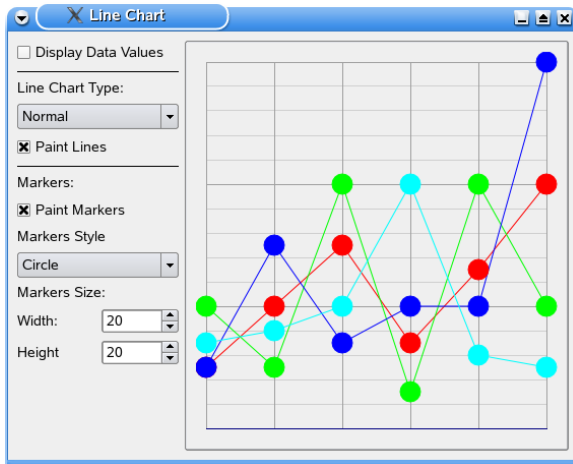 Line Chart
Display Data Values
Line Chart Type:
Normal
Paint Lines
Markers:
Paint Markers
Markers Style
Circle
Markers Size:
Width: 20
Height 20